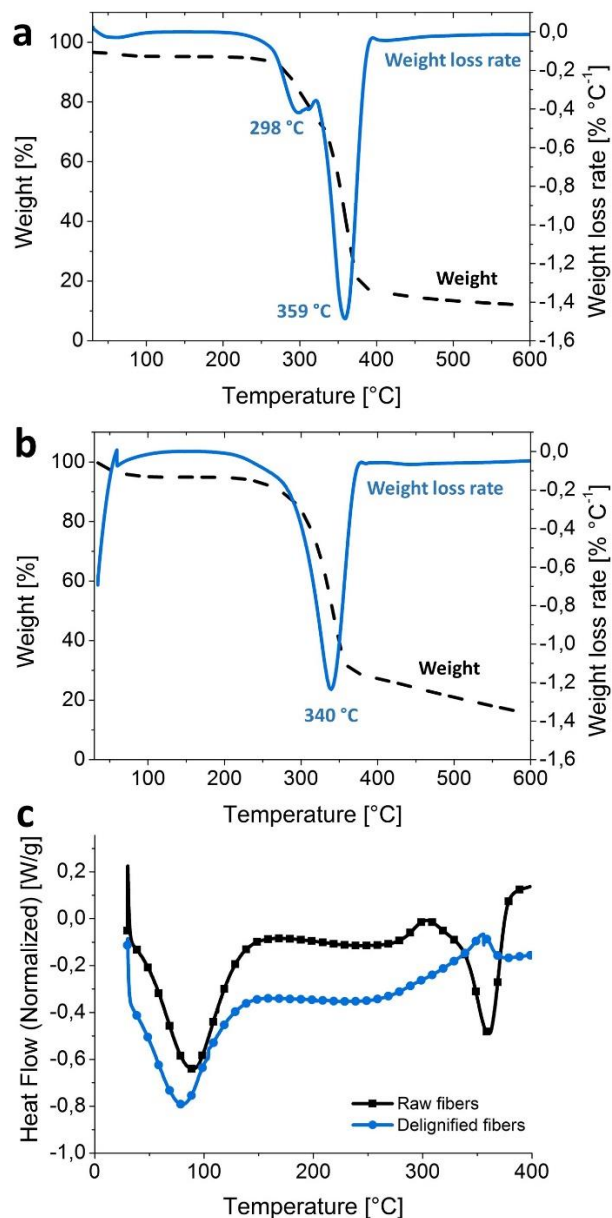 a
100
80
60
40
20
0
Weight [%]
0,0
-0,2
-0,4
-0,6
-0,8
-1,0
-1,2
-1,4
-1,6
Weight loss rate [% °C⁻¹]
Weight loss rate
298 °C
Weight
359 °C
100 200 300 400 500 600
Temperature [°C]
b
100
80
60
40
20
0
Weight [%]
0,0
-0,2
-0,4
-0,6
-0,8
-1,0
-1,2
-1,4
-1,6
Weight loss rate [% °C⁻¹]
Weight loss rate
Weight
340 °C
100 200 300 400 500 600
Temperature [°C]
c
0,2
0,0
-0,2
-0,4
-0,6
-0,8
-1,0
Heat Flow (Normalized) [W/g]
Raw fibers
Delignified fibers
0 100 200 300 400
Temperature [°C]